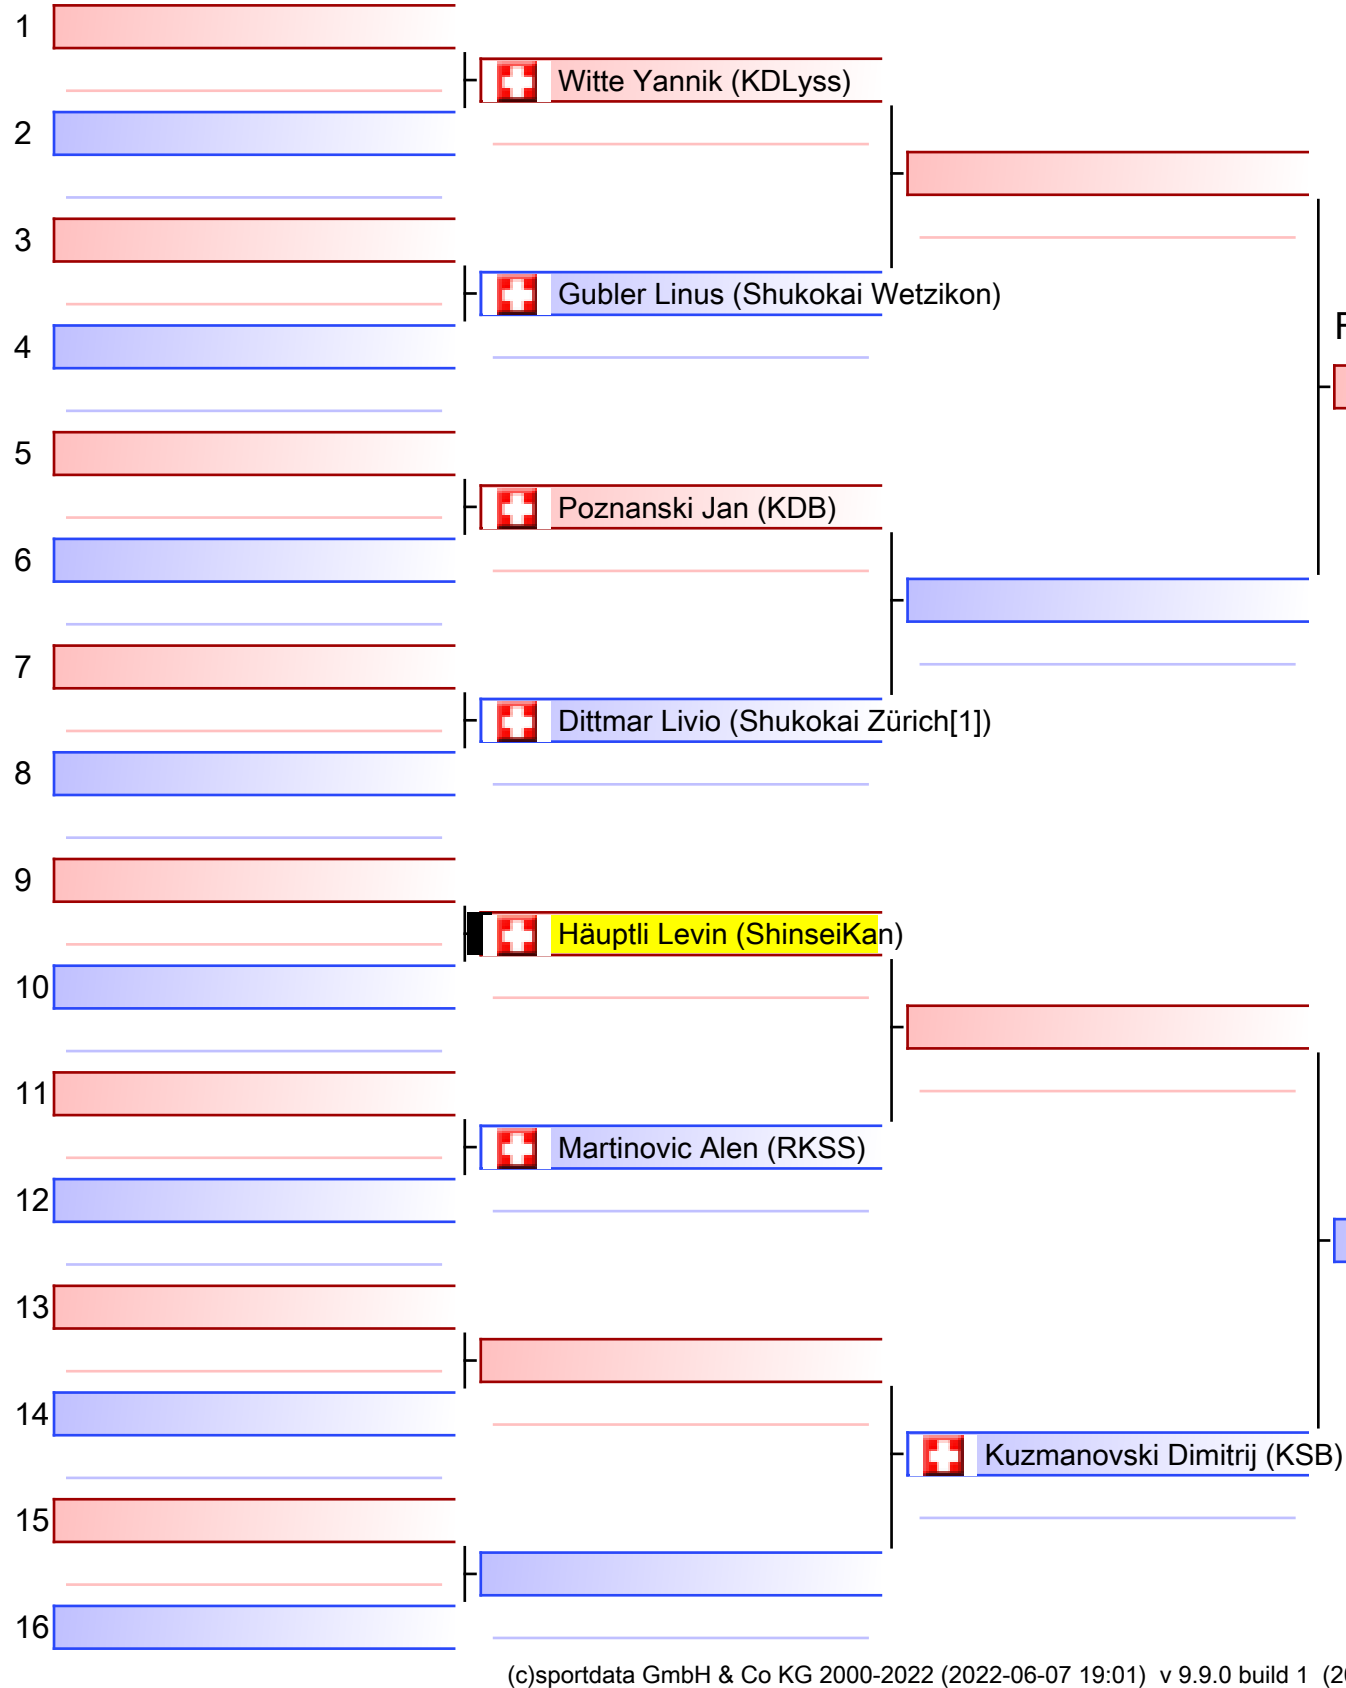 1
Witte Yannik (KDLyss)
2
3
Gubler Linus (Shukokai Wetzikon)
4
F
5
Poznanski Jan (KDB)
6
7
Dittmar Livio (Shukokai Zürich[1])
8
9
Häuptli Levin (ShinseiKan)
10
11
Martinovic Alen (RKSS)
12
13
14
Kuzmanovski Dimitrij (KSB)
15
16
(c)sportdata GmbH & Co KG 2000-2022 (2022-06-07 19:01) v 9.9.0 build 1 (20